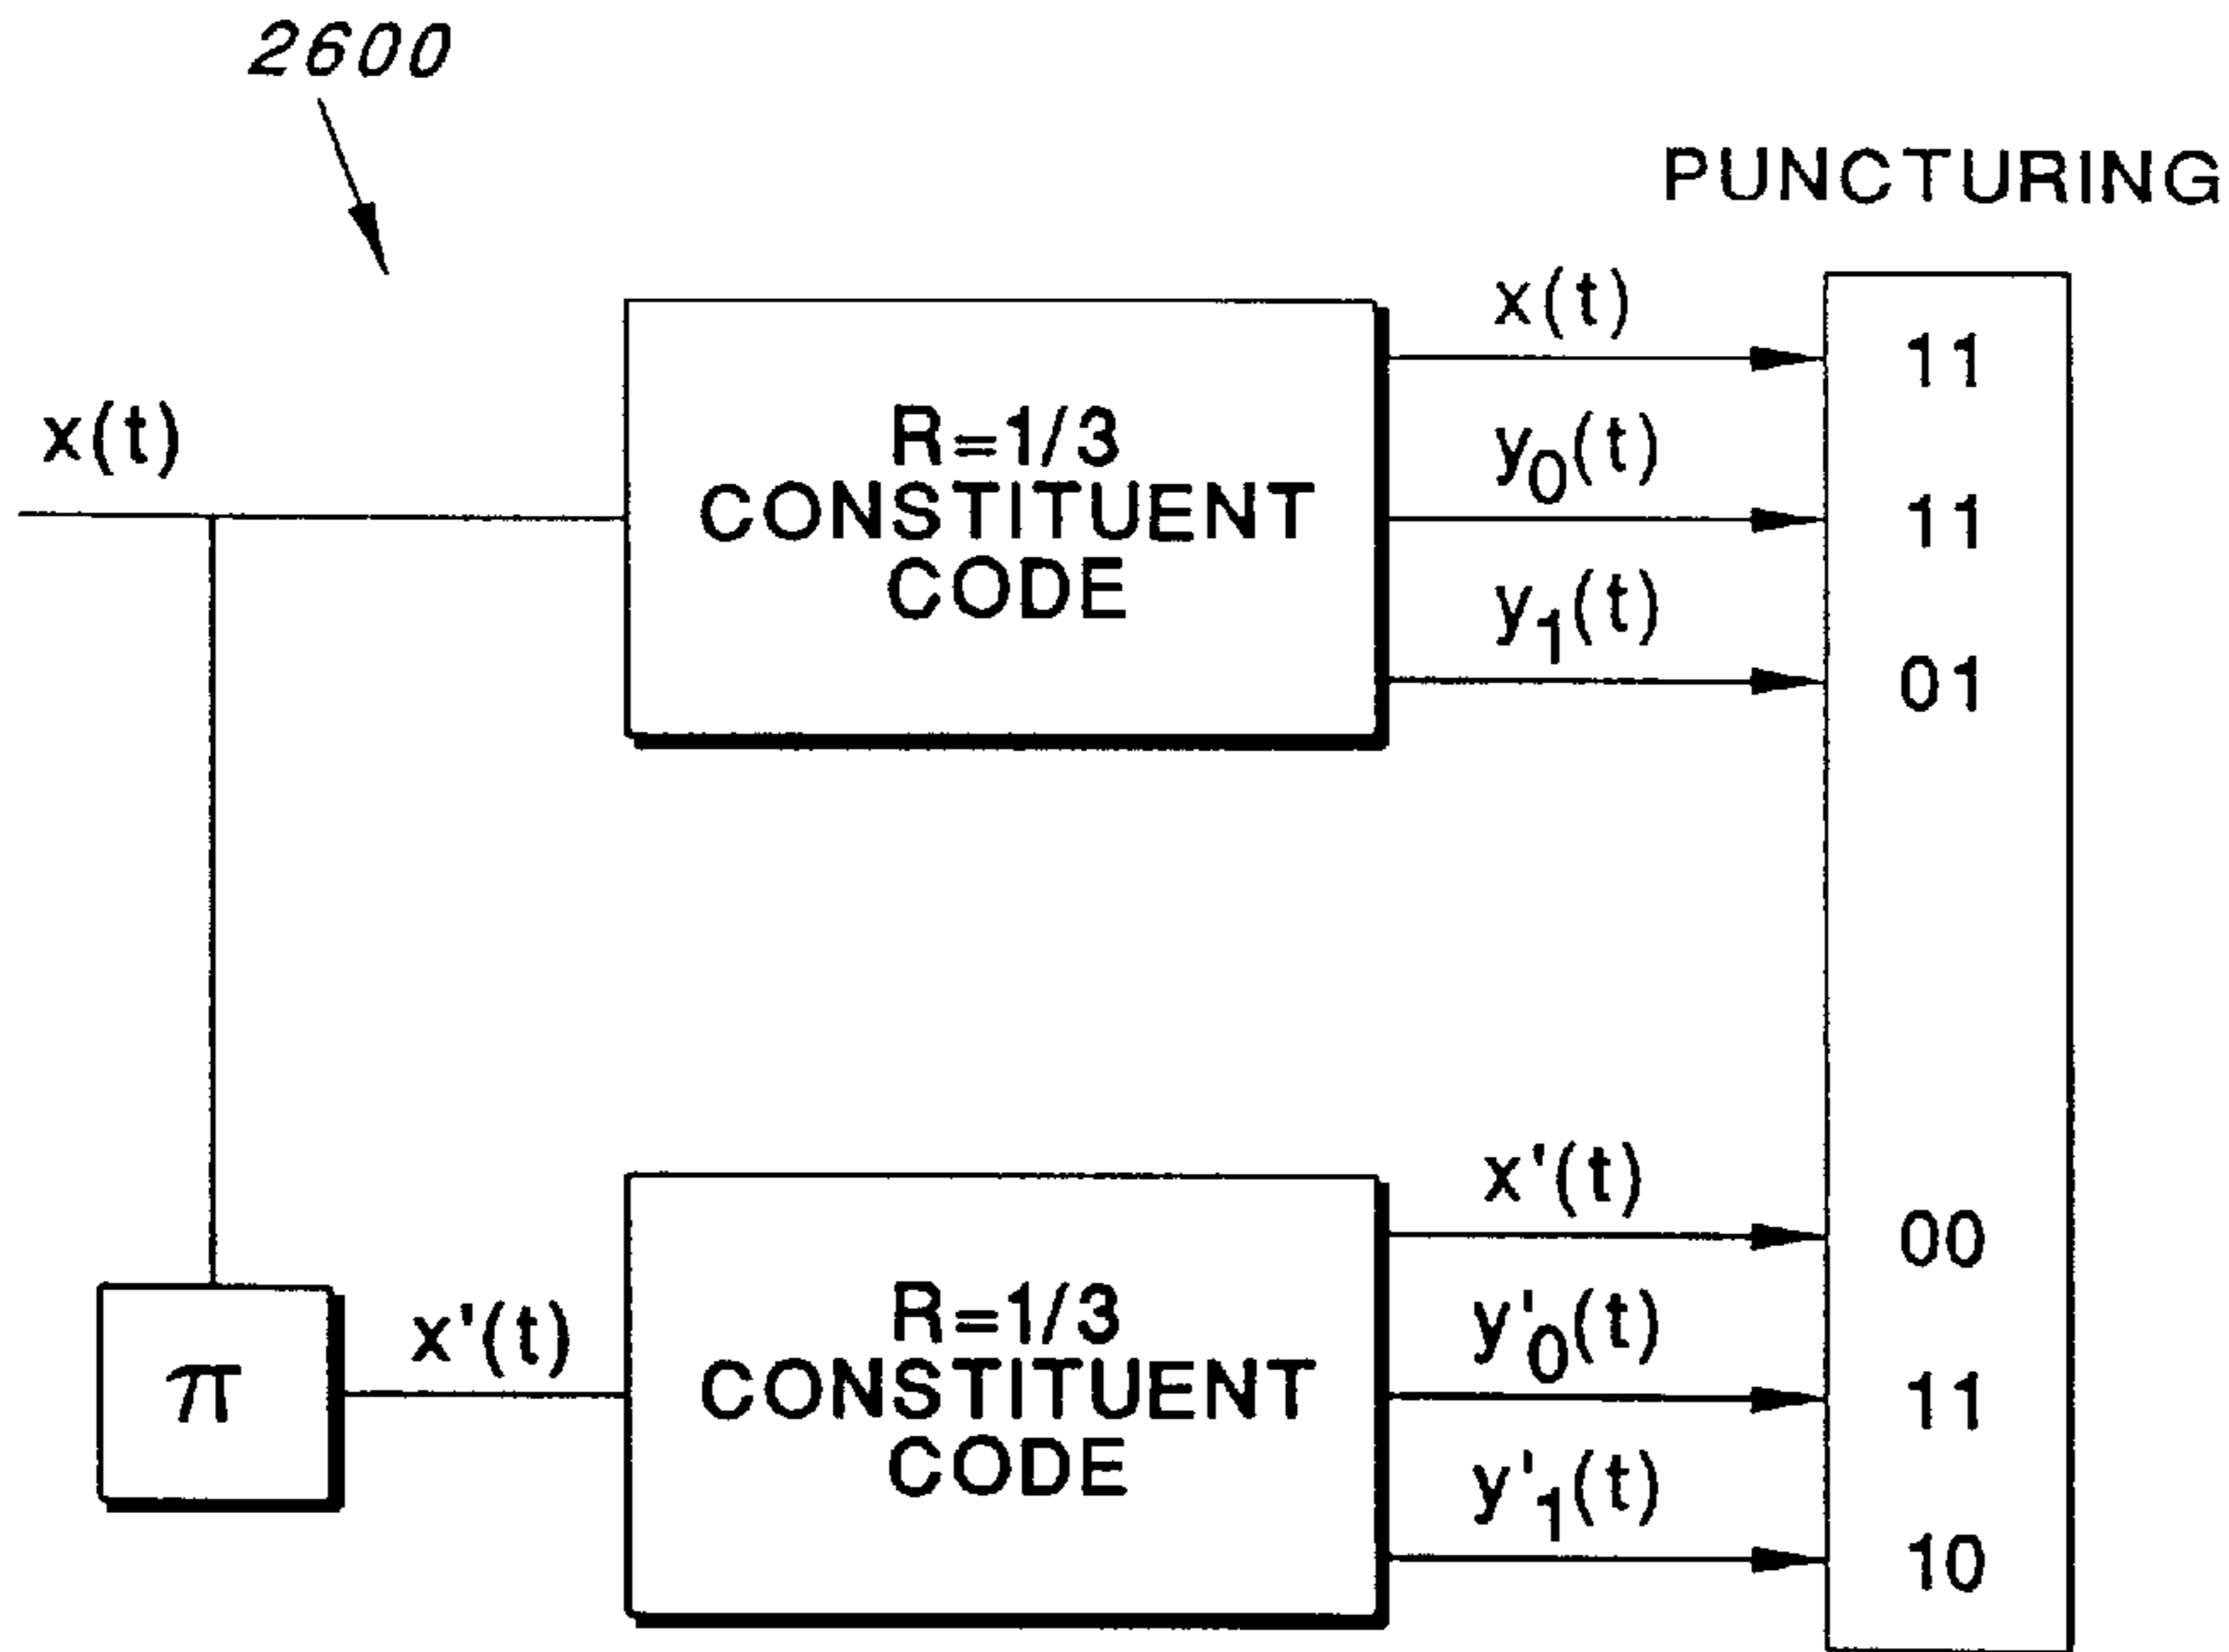 2600
PUNCTURING
x(t)
R=1/3
CONSTITUENT
CODE
x(t)
11
y0(t)
11
y1(t)
01
π
x'(t)
R=1/3
CONSTITUENT
CODE
x'(t)
00
y'0(t)
11
y'1(t)
10